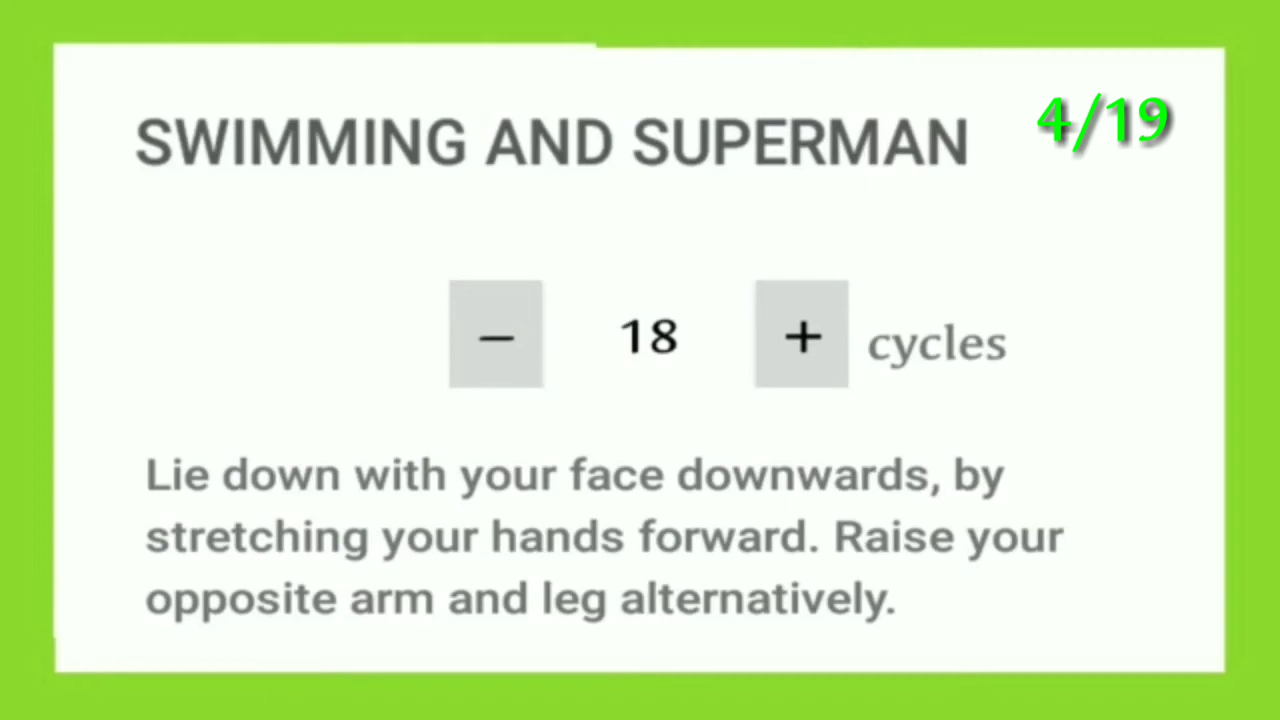 SWIMMING AND SUPERMAN
4/19
− 18 + cycles
Lie down with your face downwards, by
stretching your hands forward. Raise your
opposite arm and leg alternatively.